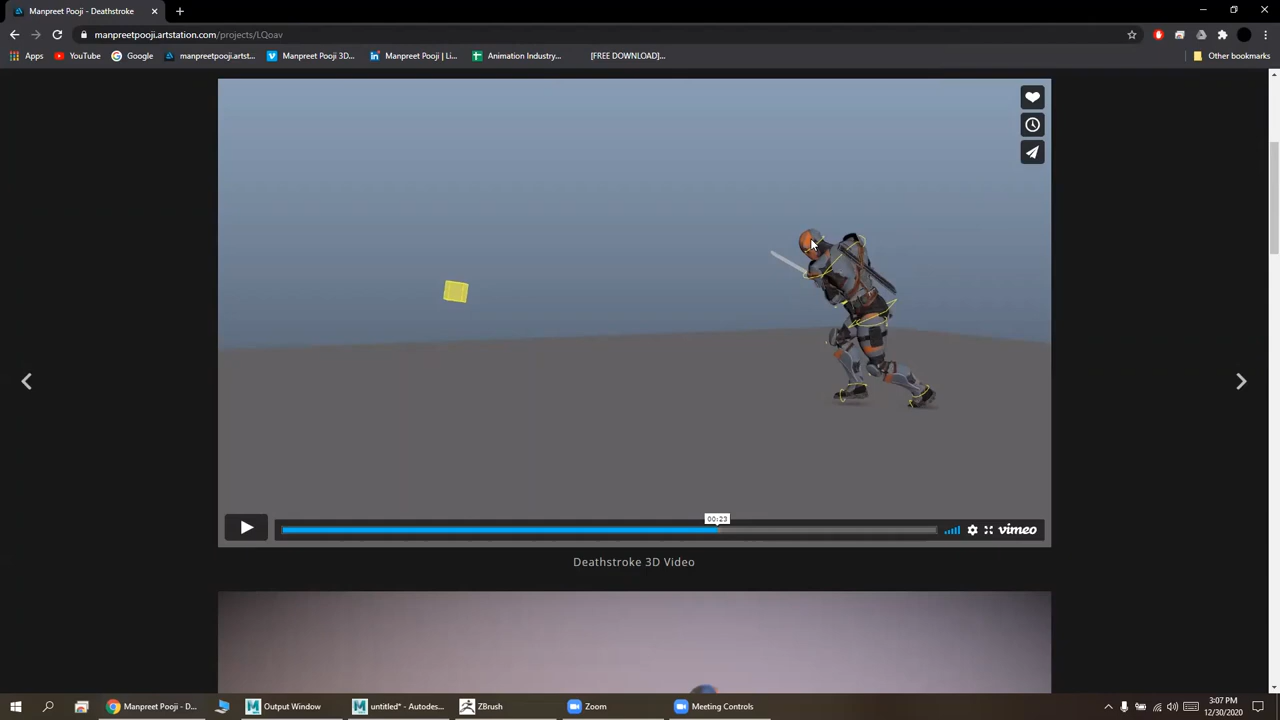 Manpreet Pooji - Deathstroke
manpreetpooji.artstation.com/projects/LQoav
Apps
YouTube
Google
manpreetpooji.artst...
Manpreet Pooji 3D...
Manpreet Pooji | Li...
Animation Industry...
[FREE DOWNLOAD]...
Other bookmarks
00:23
vimeo
Deathstroke 3D Video
Manpreet Pooji - D...
Output Window
untitled* - Autodes...
ZBrush
Zoom
Meeting Controls
3:07 PM
12/30/2020